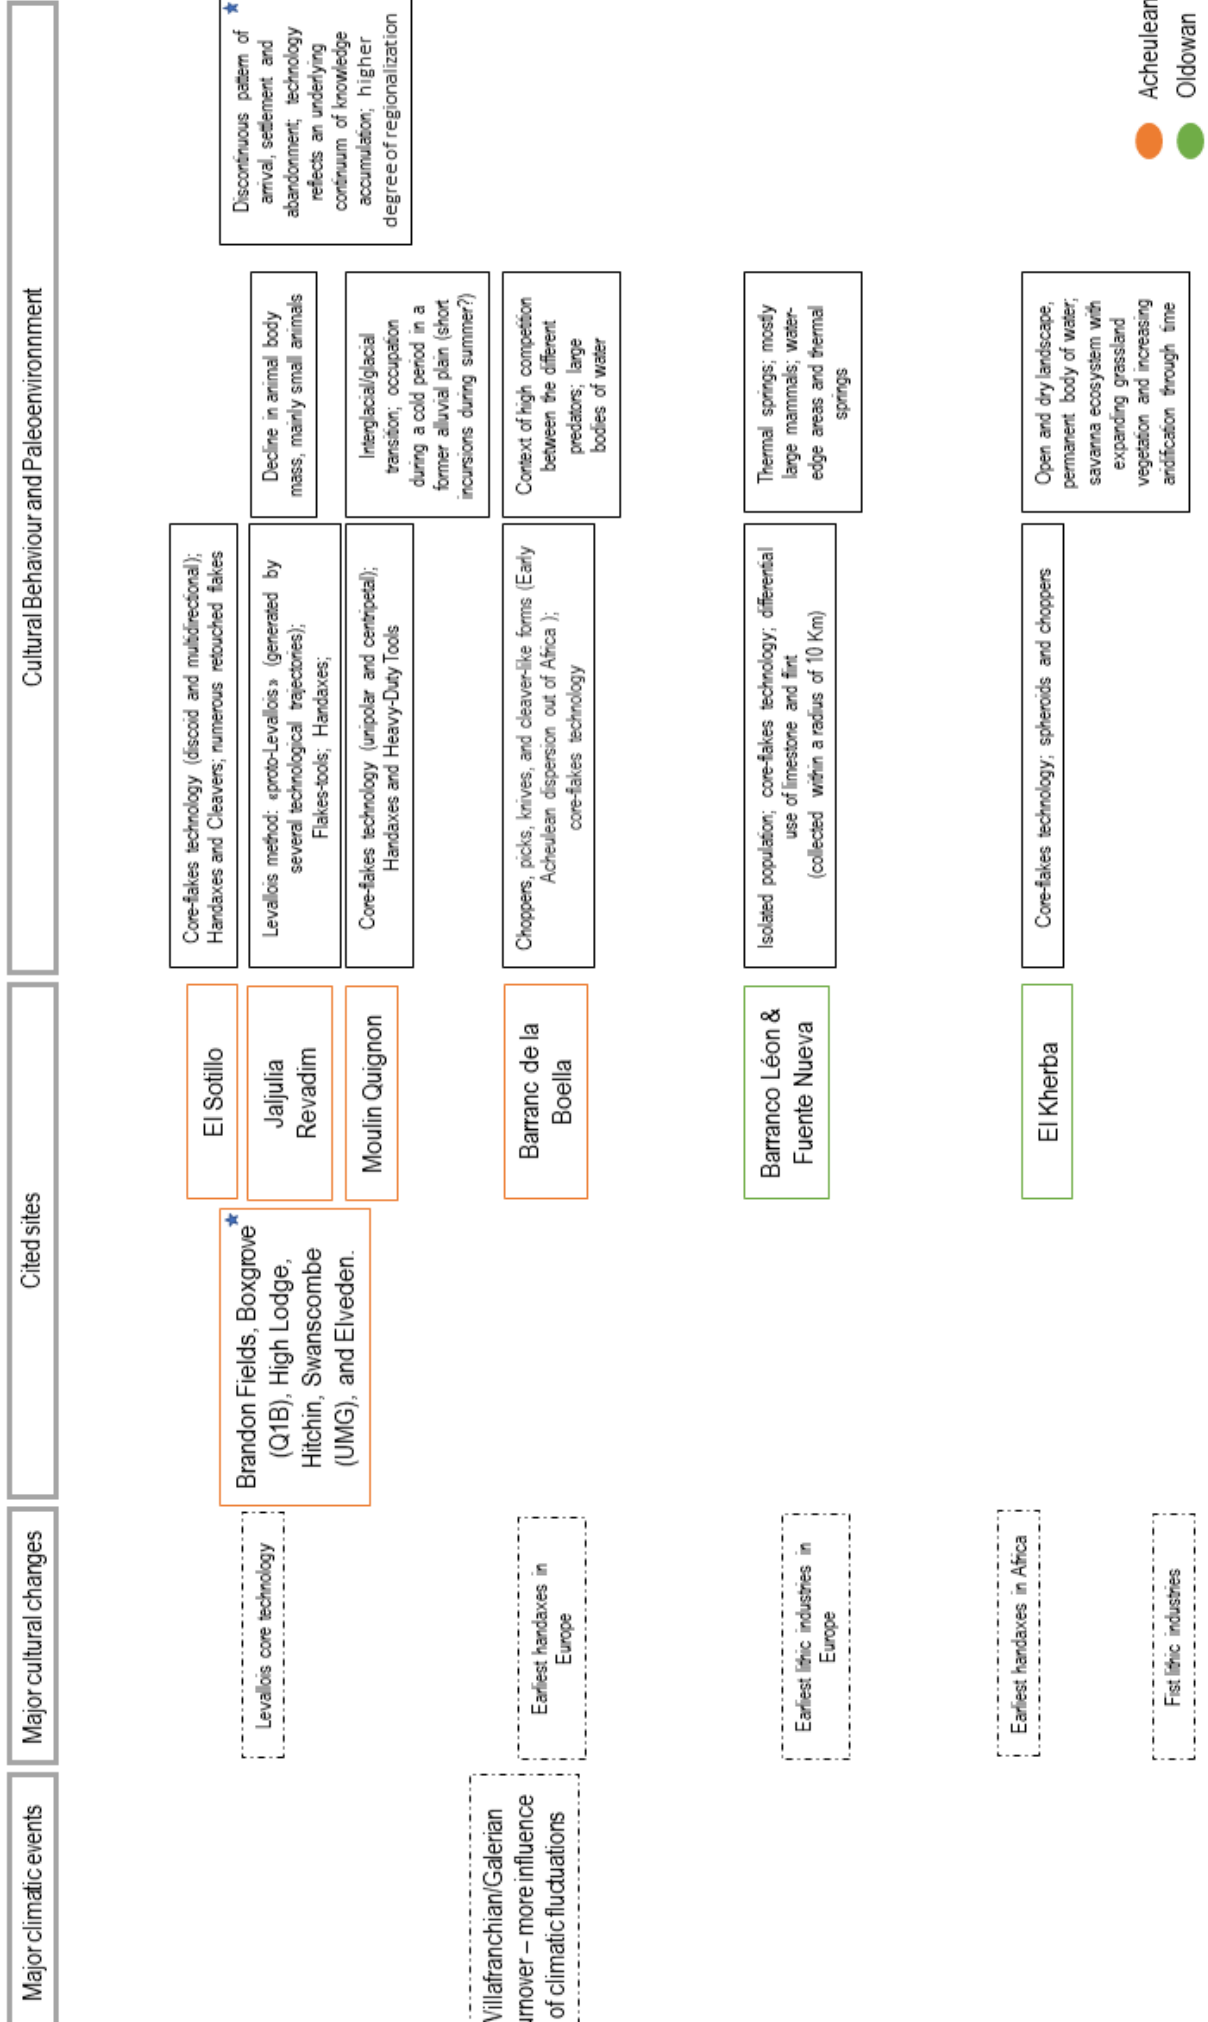 Major climatic events
Major cultural changes
Cited sites
Cultural Behaviour and Paleoenvironnment
Villafranchian/Galerian
urnover – more influence
of climatic fluctuations
Levallois core technology
Earliest handaxes in
Europe
Earliest lithic industries in
Europe
Earliest handaxes in Africa
Fist lithic industries
Brandon Fields, Boxgrove
(Q1B), High Lodge,
Hitchin, Swanscombe
(UMG), and Elveden.
El Sotillo
Jaljulia
Revadim
Moulin Quignon
Barranc de la
Boella
Barranco Léon &
Fuente Nueva
El Kherba
Core-flakes technology (discoid and multidirectional);
Handaxes and Cleavers; numerous retouched flakes
Levallois method: «proto-Levallois» (generated by
several technological trajectories);
Flakes-tools; Handaxes;
Core-flakes technology (unipolar and centripetal);
Handaxes and Heavy-Duty Tools
Choppers, picks, knives, and cleaver-like forms (Early
Acheulean dispersion out of Africa );
core-flakes technology
Isolated population; core-flakes technology; differential
use of limestone and flint
(collected within a radius of 10 Km)
Core-flakes technology; spheroids and choppers
Decline in animal body
mass, mainly small animals
Interglacial/glacial
transition; occupation
during a cold period in a
former alluvial plain (short
incursions during summer?)
Context of high competition
between the different
predators; large
bodies of water
Thermal springs; mostly
large mammals; water-
edge areas and thermal
springs
Open and dry landscape,
permanent body of water;
savanna ecosystem with
expanding grassland
vegetation and increasing
aridification through time
Discontinuous pattern of
arrival, settlement and
abandonment; technology
reflects an underlying
continuum of knowledge
accumulation; higher
degree of regionalization
Acheulean
Oldowan